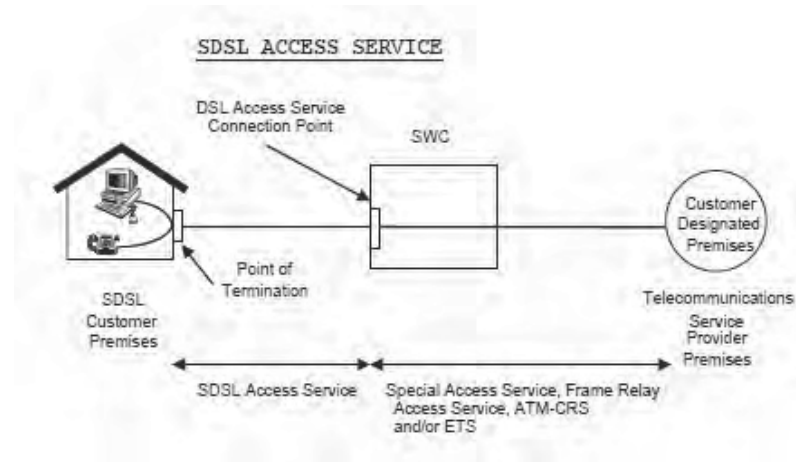 SDSL ACCESS SERVICE
DSL Access Service
Connection Point
SWC
Customer
Designated
Premises
Point of
Termination
SDSL
Customer
Premises
Telecommunications
Service
Provider
Premises
SDSL Access Service
Special Access Service, Frame Relay
Access Service, ATM-CRS
and/or ETS